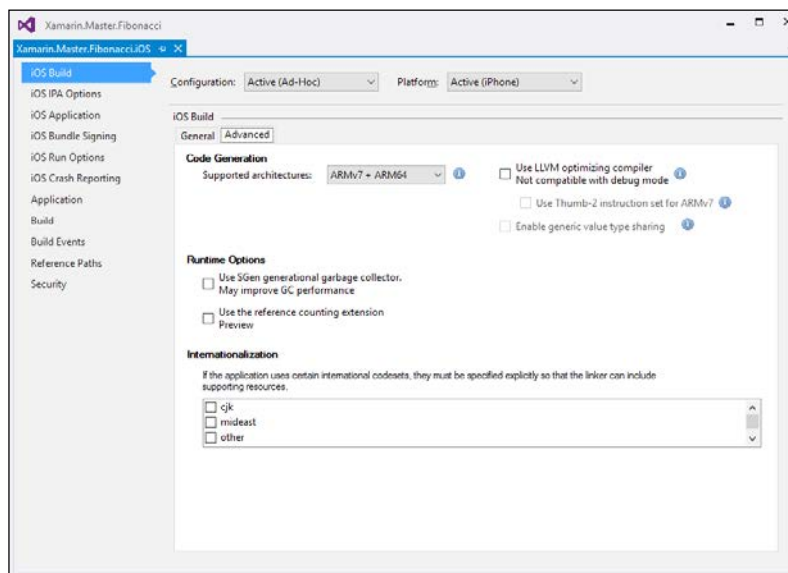 Xamarin.Master.Fibonacci
Xamarin.Master.Fibonacci.iOS
iOS Build
iOS IPA Options
iOS Application
iOS Bundle Signing
iOS Run Options
iOS Crash Reporting
Application
Build
Build Events
Reference Paths
Security
Configuration: Active (Ad-Hoc) Platform: Active (iPhone)
iOS Build
General Advanced
Code Generation
Supported architectures: ARMv7 + ARM64
Use LLVM optimizing compiler
Not compatible with debug mode
Use Thumb-2 instruction set for ARMv7
Enable generic value type sharing
Runtime Options
Use SGen generational garbage collector.
May improve GC performance
Use the reference counting extension
Preview
Internationalization
If the application uses certain international codesets, they must be specified explicitly so that the linker can include
supporting resources.
cjk
mideast
other